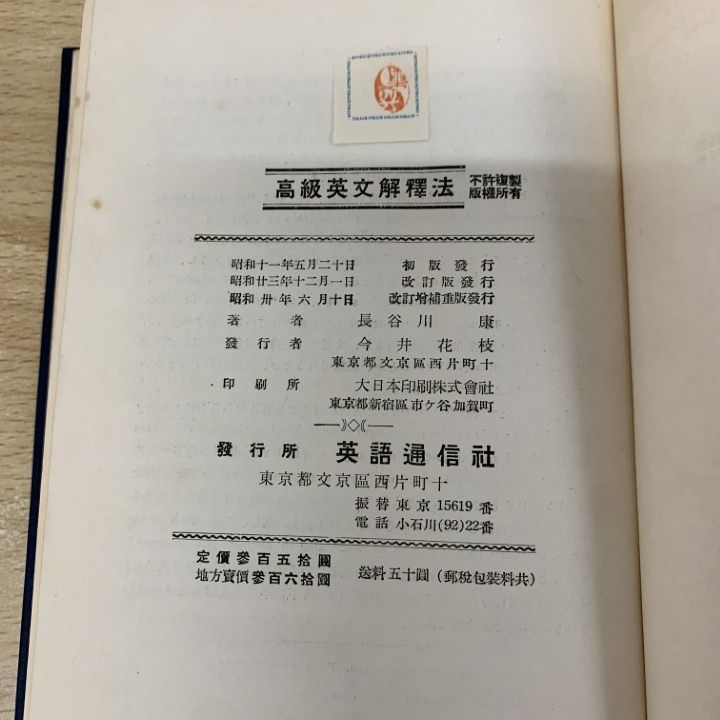 高級英文解釋法
不許複製
版權所有
昭和十一年五月二十日 初版發行
昭和廿三年十二月一日 改訂版發行
昭和卅年六月十日 改訂增補重版發行
著者 長谷川康
發行者 今井花枝
東京都文京區西片町十
印刷所 大日本印刷株式會社
東京都新宿區市ケ谷加賀町
發行所 英語通信社
東京都文京區西片町十
振替東京15619番
電話小石川(92)22番
定價參百五拾圓
地方賣價參百六拾圓 送料五十圓(郵稅包裝料共)